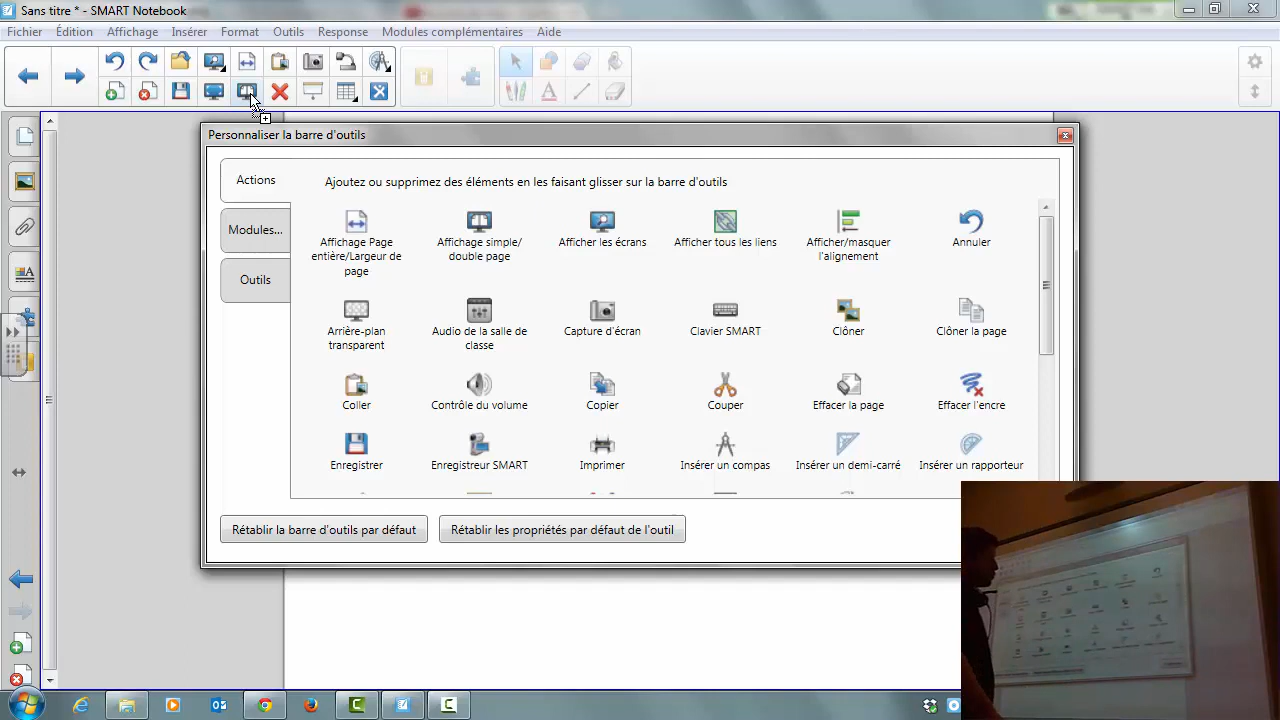 Sans titre * - SMART Notebook
Fichier Édition Affichage Insérer Format Outils Response Modules complémentaires Aide
Personnaliser la barre d'outils
Actions
Modules...
Outils
Ajoutez ou supprimez des éléments en les faisant glisser sur la barre d'outils
Affichage Page entière/Largeur de page
Affichage simple/ double page
Afficher les écrans
Afficher tous les liens
Afficher/masquer l'alignement
Annuler
Arrière-plan transparent
Audio de la salle de classe
Capture d'écran
Clavier SMART
Clôner
Clôner la page
Coller
Contrôle du volume
Copier
Couper
Effacer la page
Effacer l'encre
Enregistrer
Enregistreur SMART
Imprimer
Insérer un compas
Insérer un demi-carré
Insérer un rapporteur
Rétablir la barre d'outils par défaut
Rétablir les propriétés par défaut de l'outil